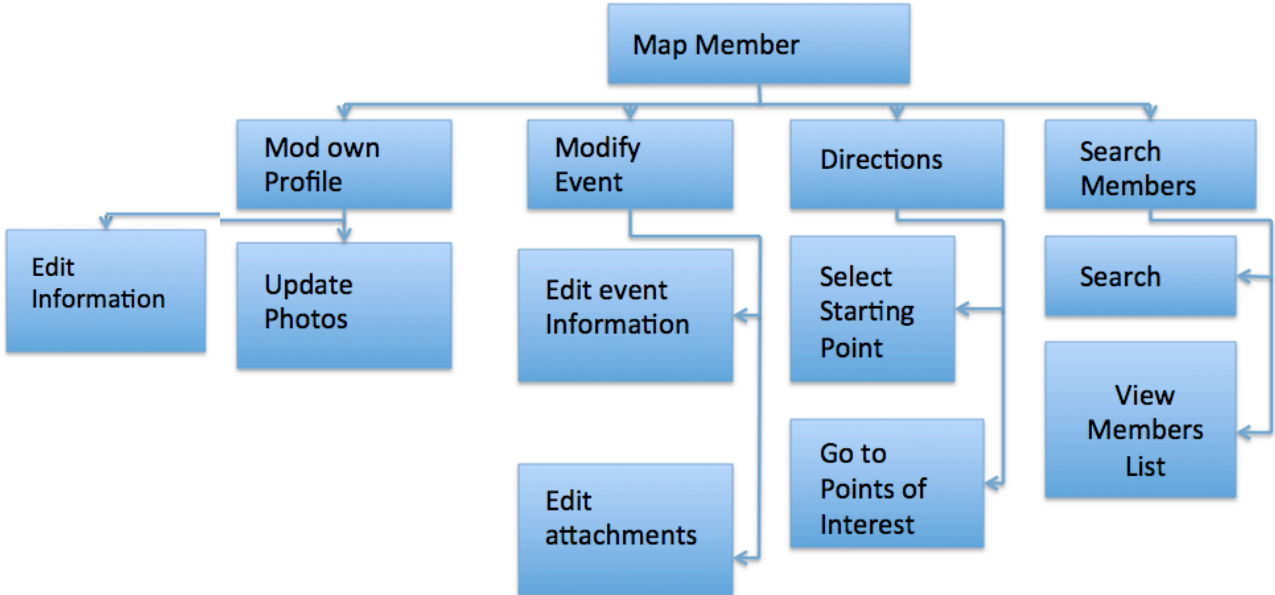 Map Member
Mod own
Profile
Modify
Event
Directions
Search
Members
Edit
Information
Update
Photos
Edit event
Information
Select
Starting
Point
Search
View
Members
List
Edit
attachments
Go to
Points of
Interest